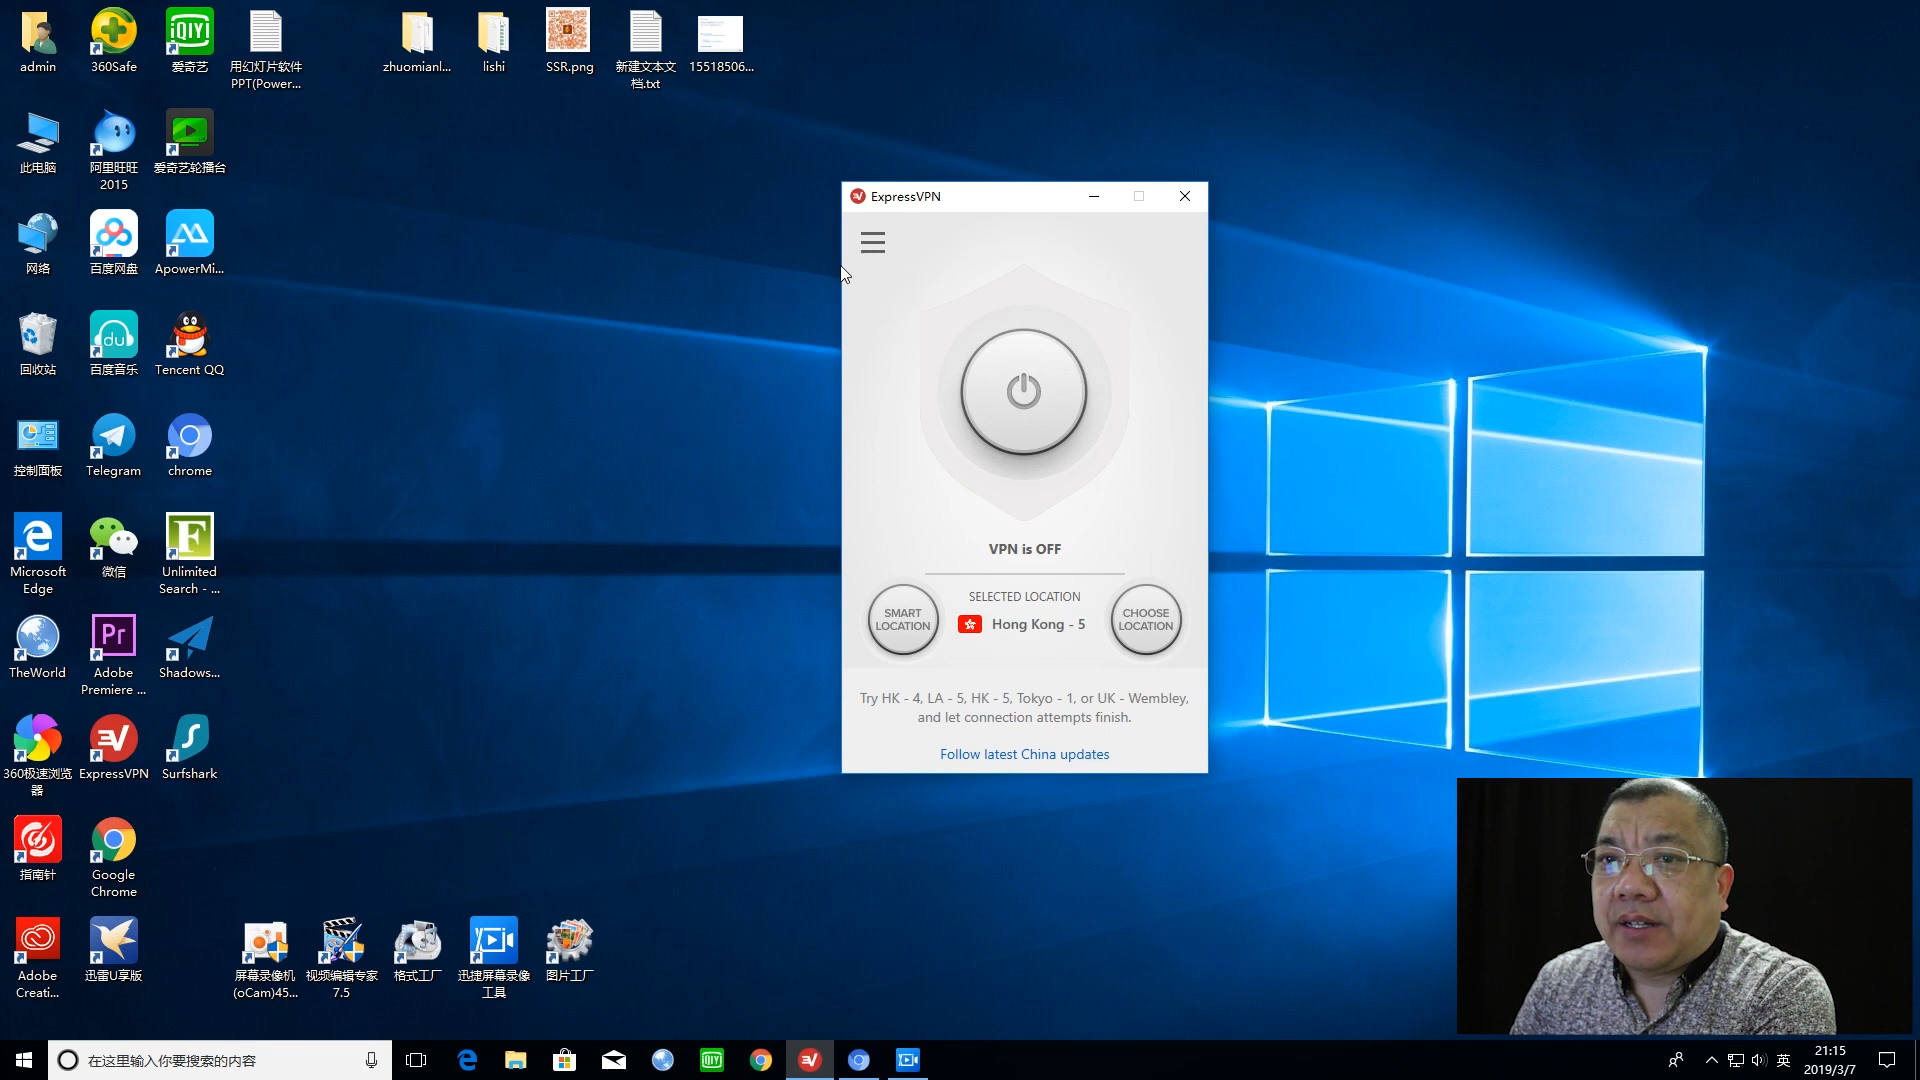 admin
360Safe
爱奇艺
用幻灯片软件
PPT(Power...
zhuomianl...
lishi
SSR.png
新建文本文
档.txt
15518506...
此电脑
阿里旺旺
2015
爱奇艺轮播台
网络
百度网盘
ApowerMi...
回收站
百度音乐
Tencent QQ
控制面板
Telegram
chrome
Microsoft
Edge
微信
Unlimited
Search - ...
TheWorld
Adobe
Premiere ...
Shadows...
360极速浏览
器
ExpressVPN
Surfshark
指南针
Google
Chrome
Adobe
Creati...
迅雷U享版
屏幕录像机
(oCam)45...
视频编辑专家
7.5
格式工厂
迅捷屏幕录像
工具
图片工厂
ExpressVPN
VPN is OFF
SMART
LOCATION
SELECTED LOCATION
Hong Kong - 5
CHOOSE
LOCATION
Try HK - 4, LA - 5, HK - 5, Tokyo - 1, or UK - Wembley,
and let connection attempts finish.
Follow latest China updates
在这里输入你要搜索的内容
英
21:15
2019/3/7